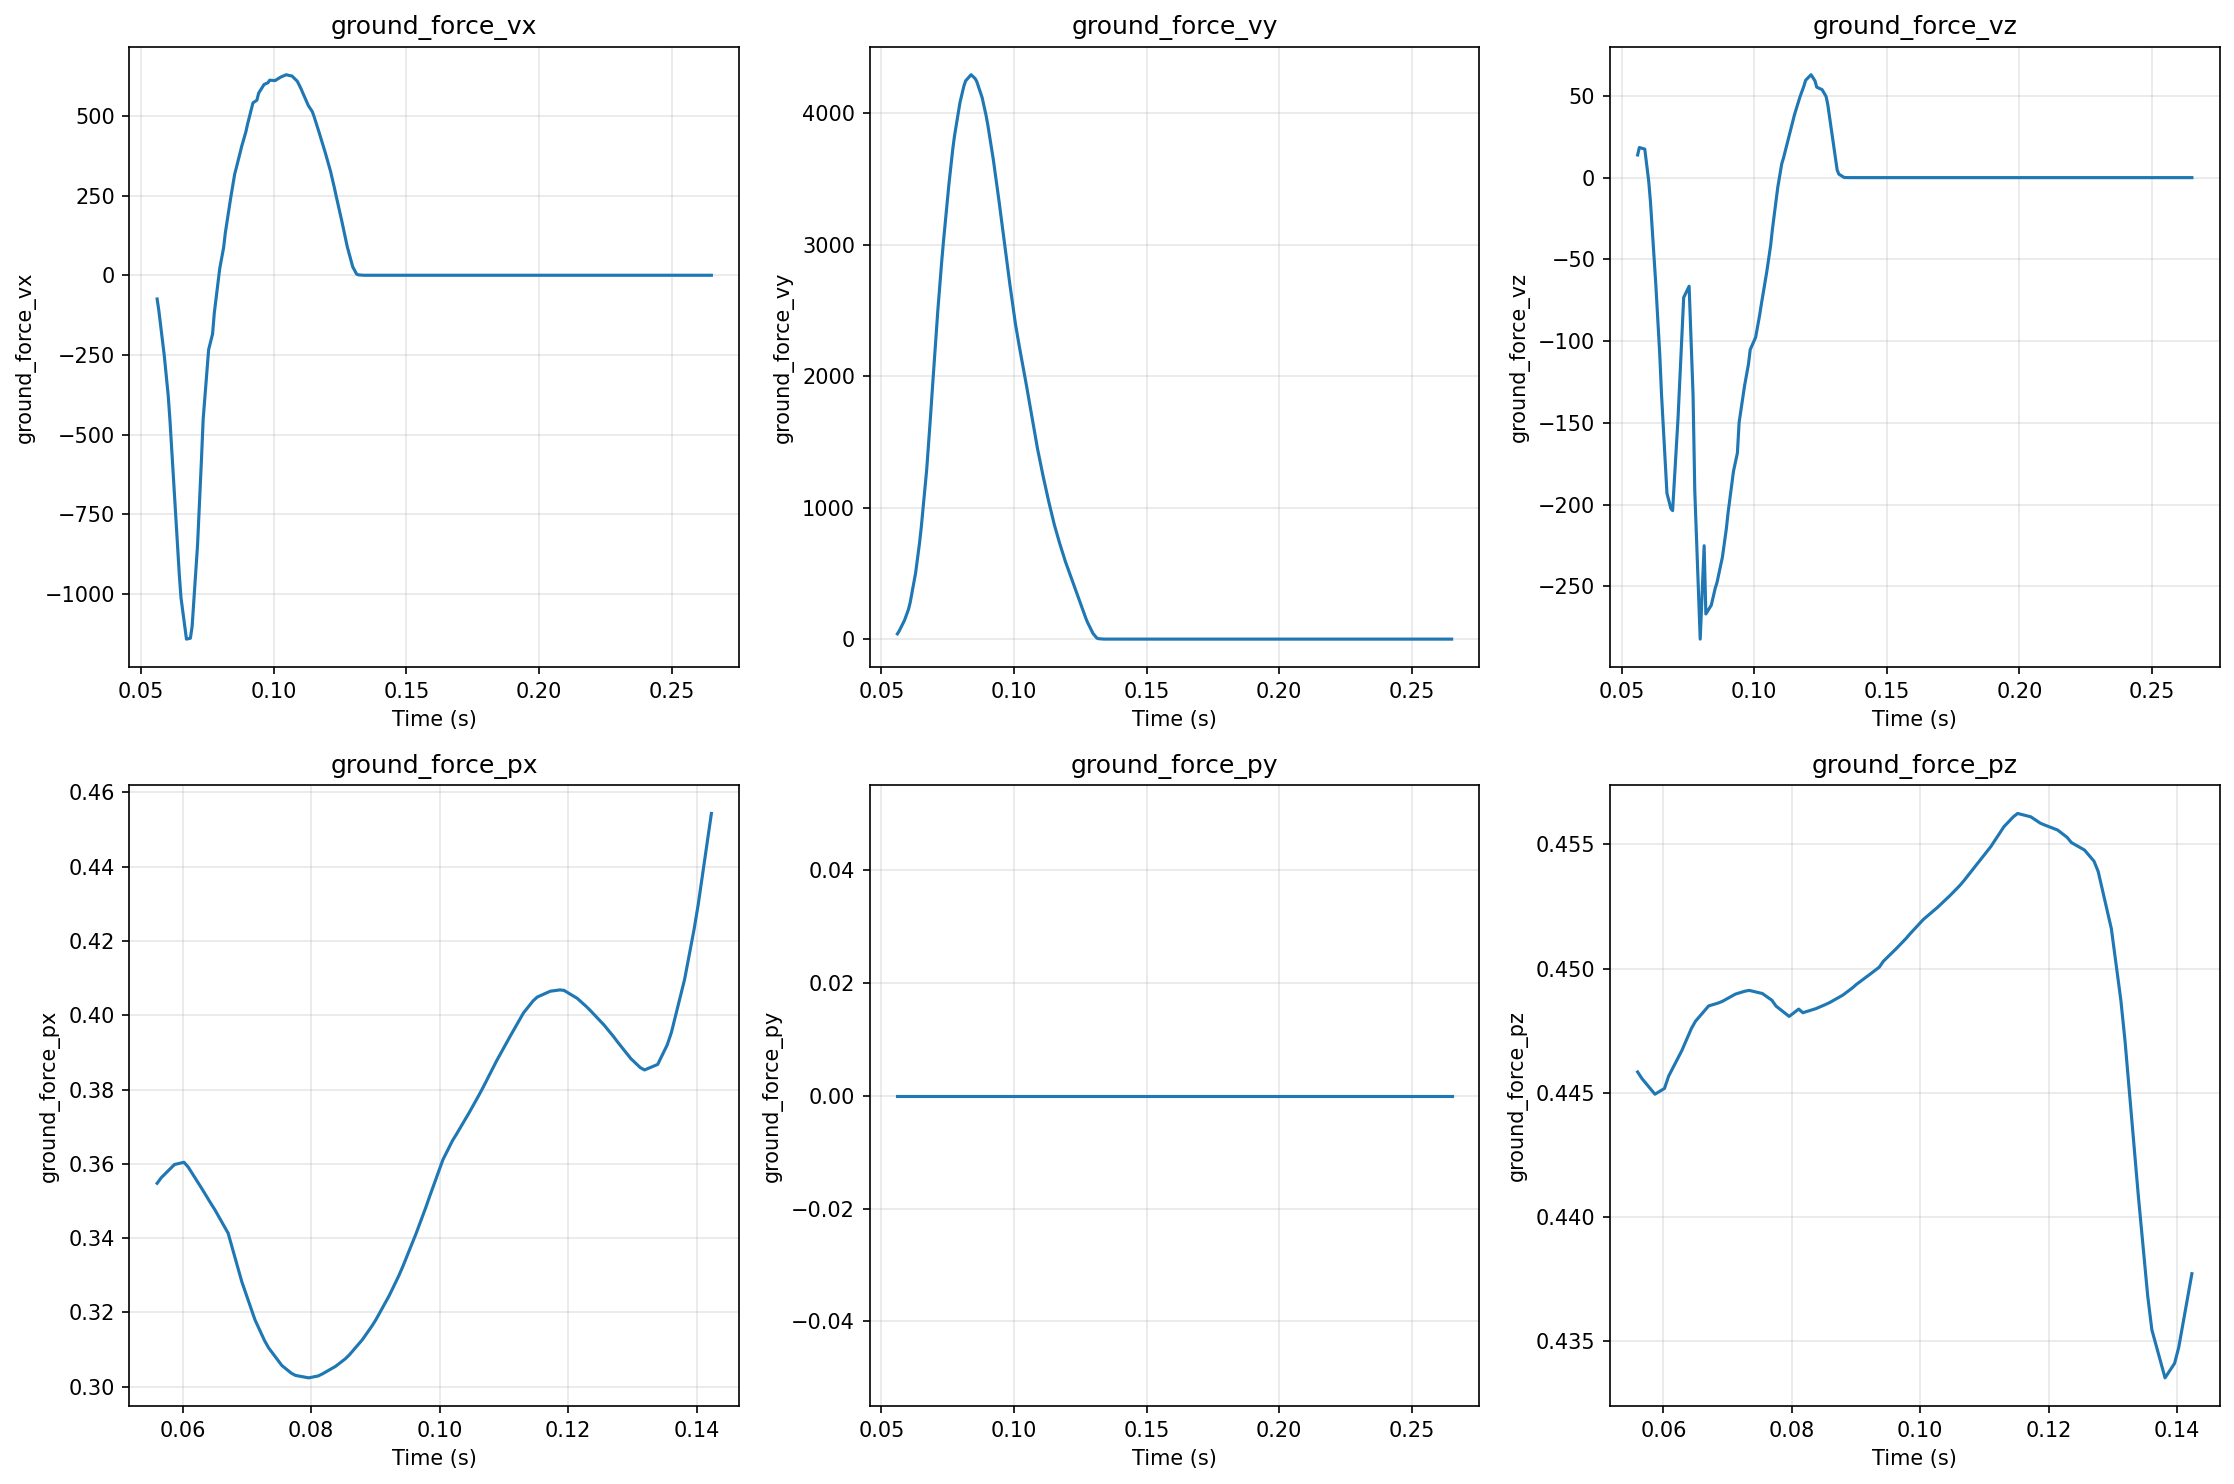 ground_force_vx
ground_force_vy
ground_force_vz
ground_force_vx
500
250
0
−250
−500
−750
−1000
0.05 0.10 0.15 0.20 0.25
Time (s)
ground_force_vy
4000
3000
2000
1000
0
0.05 0.10 0.15 0.20 0.25
Time (s)
ground_force_vz
50
0
−50
−100
−150
−200
−250
0.05 0.10 0.15 0.20 0.25
Time (s)
ground_force_px
ground_force_py
ground_force_pz
ground_force_px
0.46
0.44
0.42
0.40
0.38
0.36
0.34
0.32
0.30
0.06 0.08 0.10 0.12 0.14
Time (s)
ground_force_py
0.04
0.02
0.00
−0.02
−0.04
0.05 0.10 0.15 0.20 0.25
Time (s)
ground_force_pz
0.455
0.450
0.445
0.440
0.435
0.06 0.08 0.10 0.12 0.14
Time (s)